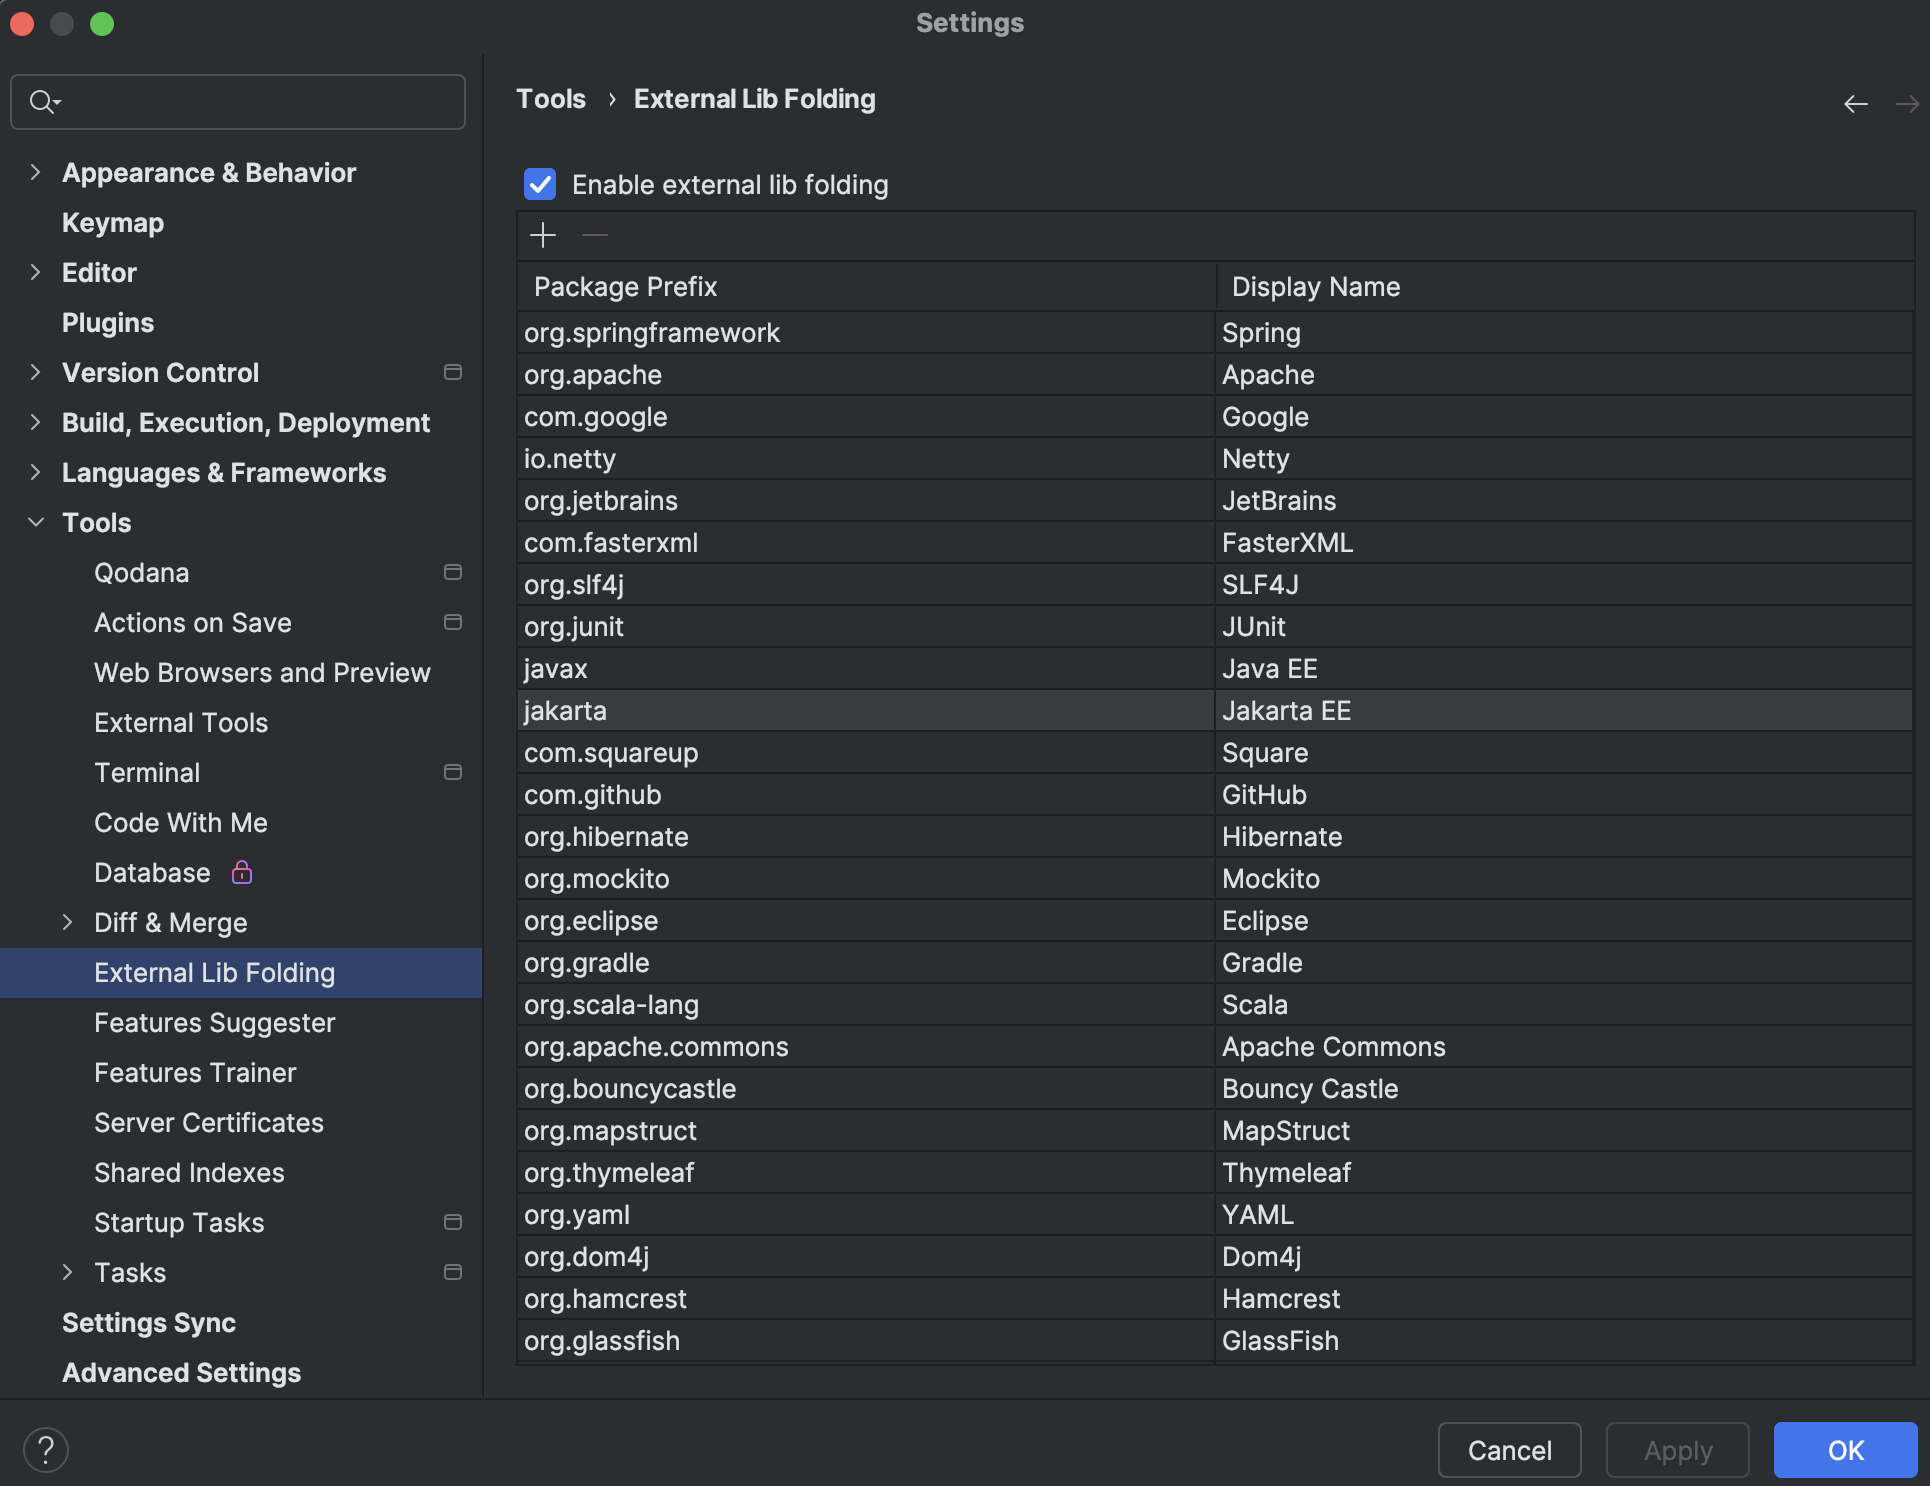 Settings
Appearance & Behavior
Keymap
Editor
Plugins
Version Control
Build, Execution, Deployment
Languages & Frameworks
Tools
Qodana
Actions on Save
Web Browsers and Preview
External Tools
Terminal
Code With Me
Database
Diff & Merge
External Lib Folding
Features Suggester
Features Trainer
Server Certificates
Shared Indexes
Startup Tasks
Tasks
Settings Sync
Advanced Settings
Tools › External Lib Folding
Enable external lib folding
Package Prefix Display Name
org.springframework Spring
org.apache Apache
com.google Google
io.netty Netty
org.jetbrains JetBrains
com.fasterxml FasterXML
org.slf4j SLF4J
org.junit JUnit
javax Java EE
jakarta Jakarta EE
com.squareup Square
com.github GitHub
org.hibernate Hibernate
org.mockito Mockito
org.eclipse Eclipse
org.gradle Gradle
org.scala-lang Scala
org.apache.commons Apache Commons
org.bouncycastle Bouncy Castle
org.mapstruct MapStruct
org.thymeleaf Thymeleaf
org.yaml YAML
org.dom4j Dom4j
org.hamcrest Hamcrest
org.glassfish GlassFish
? Cancel Apply OK